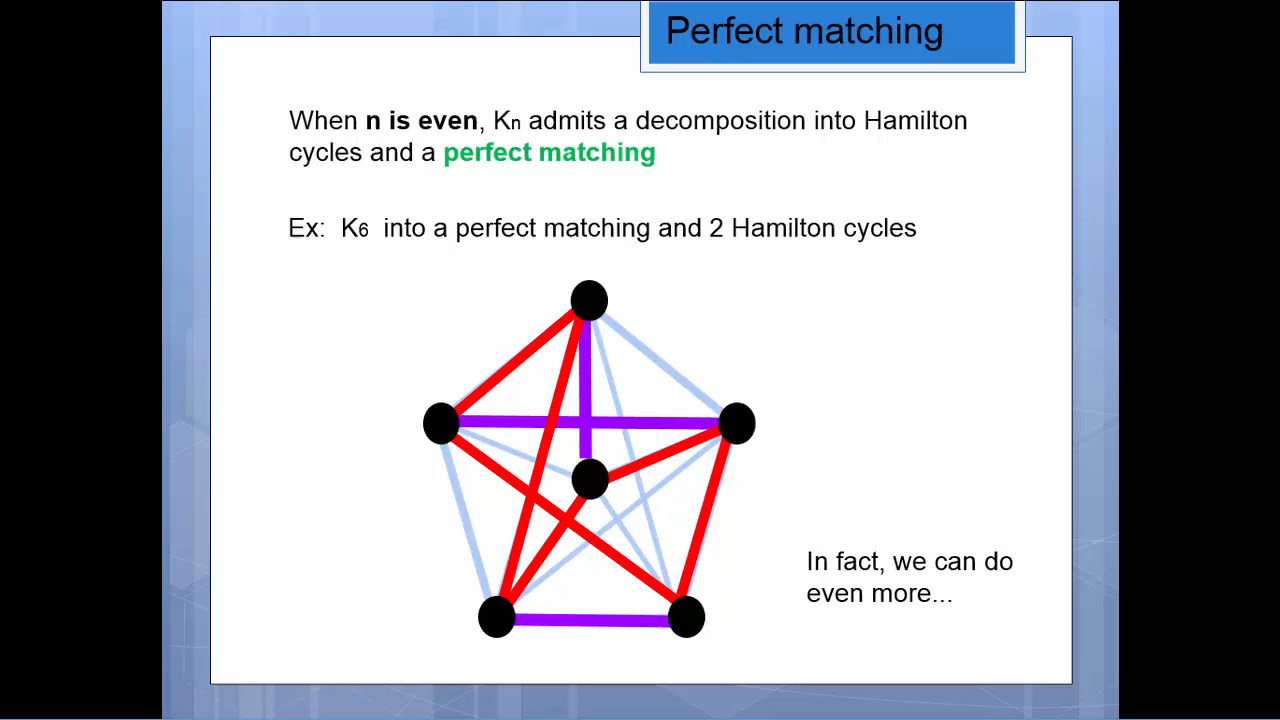 Perfect matching
When n is even, Kn admits a decomposition into Hamilton
cycles and a perfect matching
Ex: K6 into a perfect matching and 2 Hamilton cycles
In fact, we can do
even more...